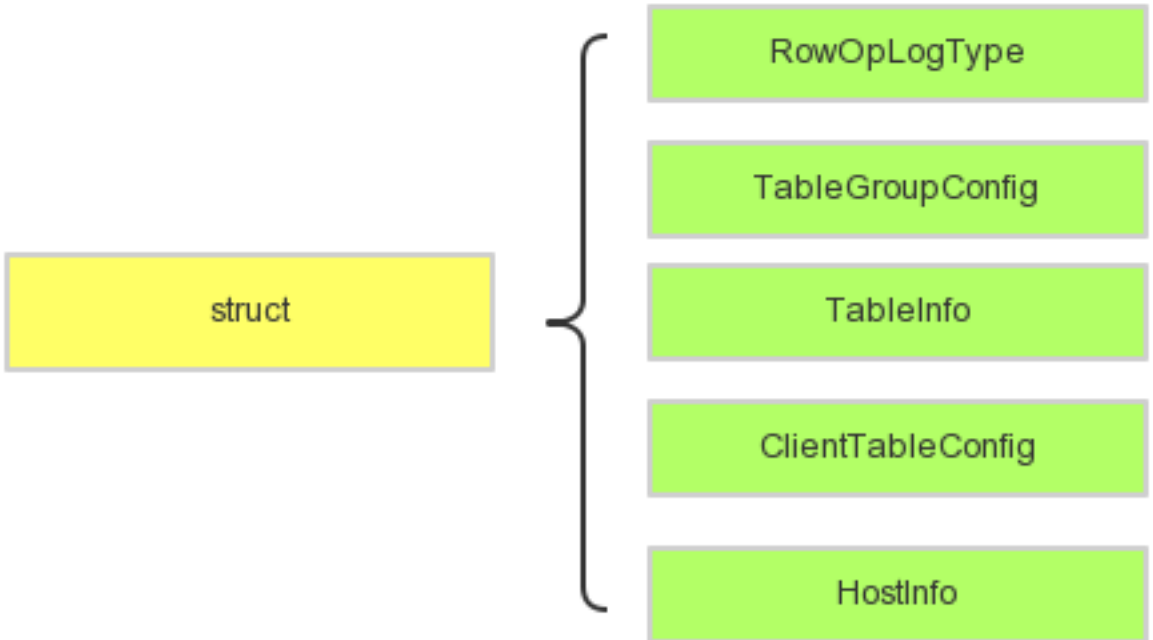 RowOpLogType
TableGroupConfig
struct
TableInfo
ClientTableConfig
HostInfo